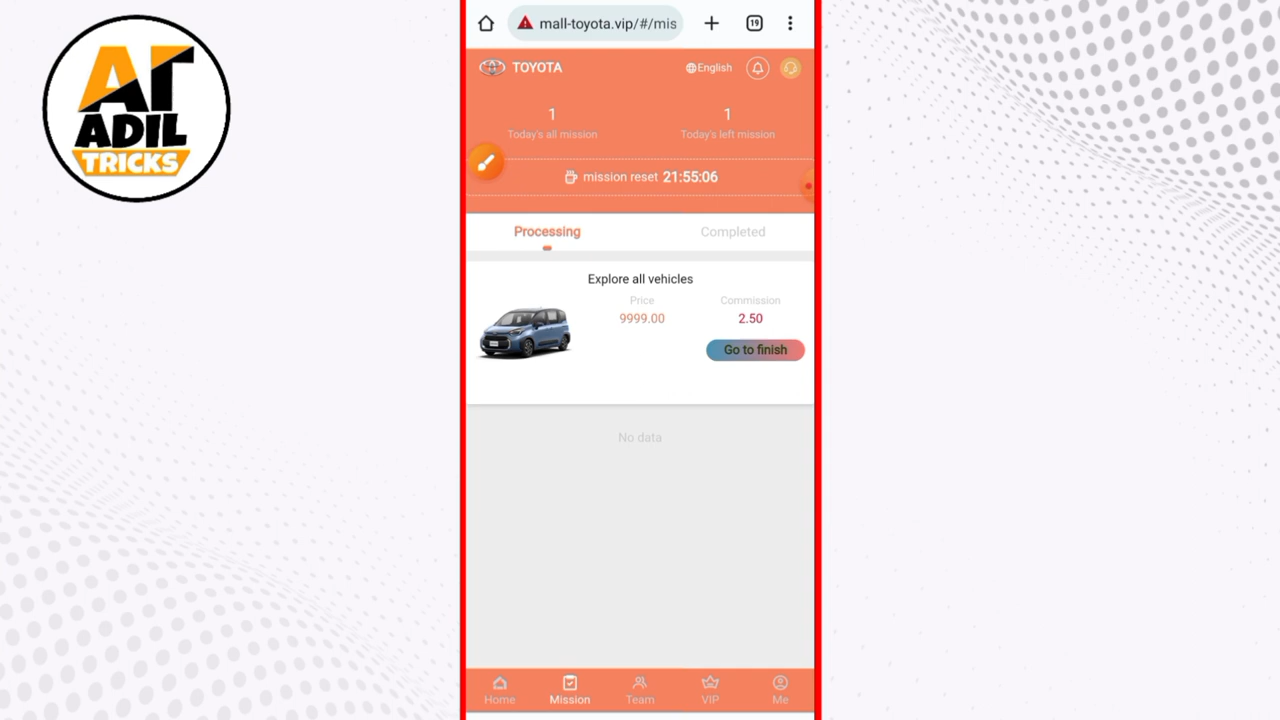 AT
ADIL
TRICKS
mall-toyota.vip/#/mis
19
TOYOTA
English
1
Today's all mission
1
Today's left mission
mission reset 21:55:06
Processing
Completed
Explore all vehicles
Price
Commission
9999.00
2.50
Go to finish
No data
Home
Mission
Team
VIP
Me